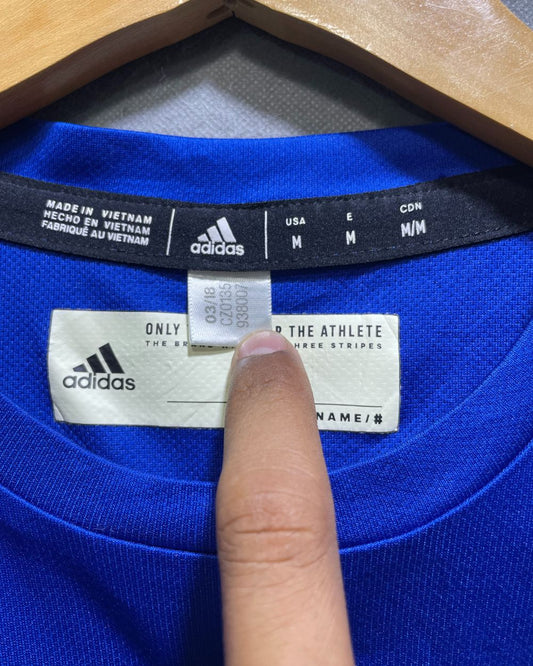 MADE IN VIETNAM
HECHO EN VIETNAM
FABRIQUÉ AU VIETNAM
adidas
USA
M
E
M
CDN
M/M
03/18
CZ0135
938007
ONLY THE ATHLETE
THE THREE STRIPES
adidas
NAME/#